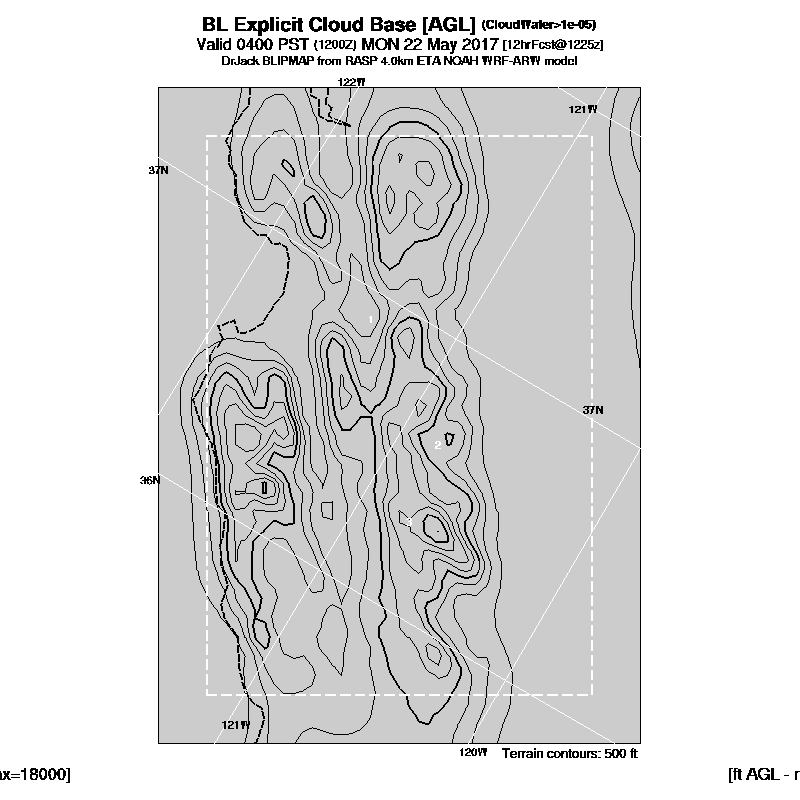 BL Explicit Cloud Base [AGL] (CloudWater>1e-05)
Valid 0400 PST (1200Z) MON 22 May 2017 [12hrFcst@1225z]
DrJack BLIPMAP from RASP 4.0km ETA NOAH WRF-ARW model
122W
121W
37N
1
37N
2
36N
3
121W
120W Terrain contours: 500 ft
ax=18000] [ft AGL - m